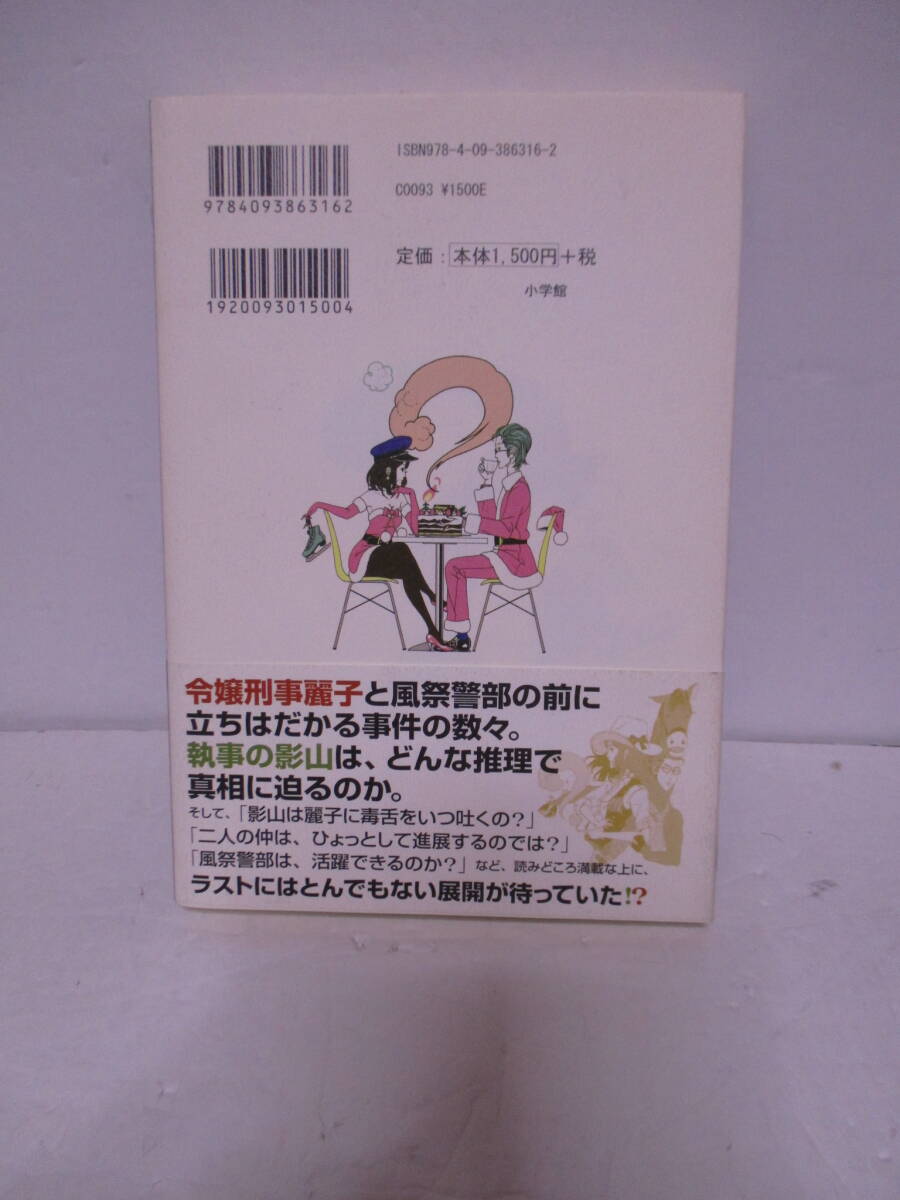 ISBN978-4-09-386316-2
9784093863162
C0093 ¥1500E
定価：本体1,500円+税
1920093015004
小学館
令嬢刑事麗子と風祭警部の前に
立ちはだかる事件の数々。
執事の影山は、どんな推理で
真相に迫るのか。
そして、「影山は麗子に毒舌をいつ吐くの？」
「二人の仲は、ひょっとして進展するのでは？」
「風祭警部は、活躍できるのか？」など、読みどころ満載な上に、
ラストにはとんでもない展開が待っていた!?